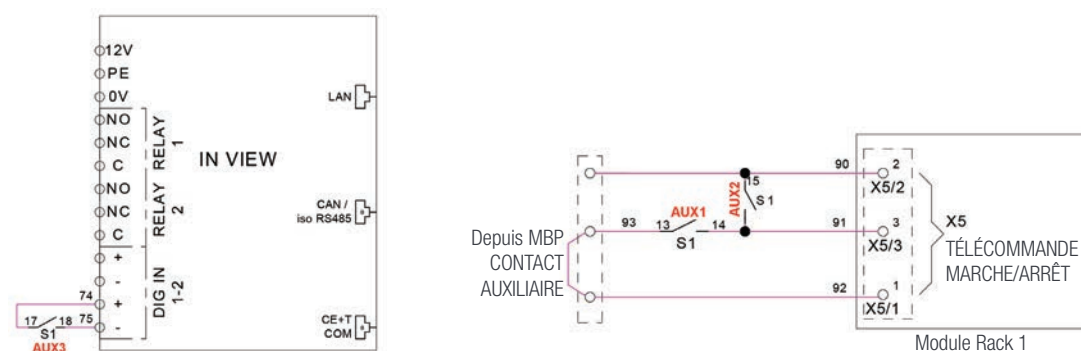 12V
PE
0V
NO
NC
C
NO
NC
C
+
-
+
-
RELAY
1
RELAY
2
DIG IN
1-2
IN VIEW
LAN
CAN /
iso RS485
CE+T
COM
74
75
17
18
S1
AUX3
Depuis MBP
CONTACT
AUXILIAIRE
93
13
AUX1
14
S1
AUX2
15
S1
90
91
92
2
X5/2
3
X5/3
1
X5/1
X5
TÉLÉCOMMANDE
MARCHE/ARRÊT
Module Rack 1